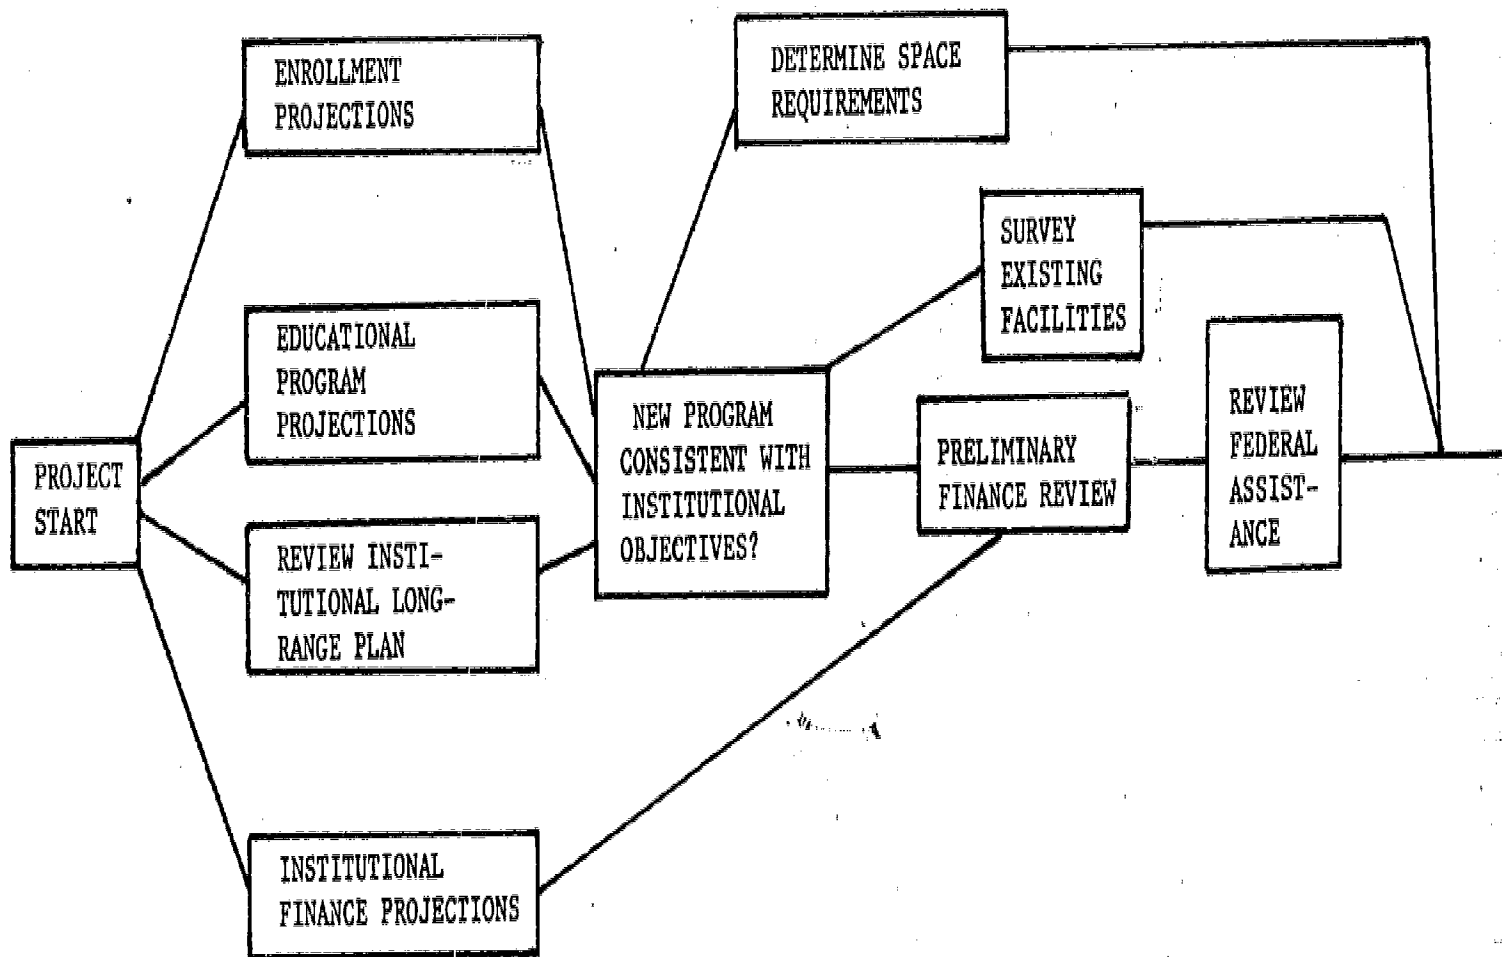 PROJECT
START
ENROLLMENT
PROJECTIONS
EDUCATIONAL
PROGRAM
PROJECTIONS
REVIEW INSTI-
TUTIONAL LONG-
RANGE PLAN
INSTITUTIONAL
FINANCE PROJECTIONS
NEW PROGRAM
CONSISTENT WITH
INSTITUTIONAL
OBJECTIVES?
DETERMINE SPACE
REQUIREMENTS
SURVEY
EXISTING
FACILITIES
PRELIMINARY
FINANCE REVIEW
REVIEW
FEDERAL
ASSIST-
ANCE